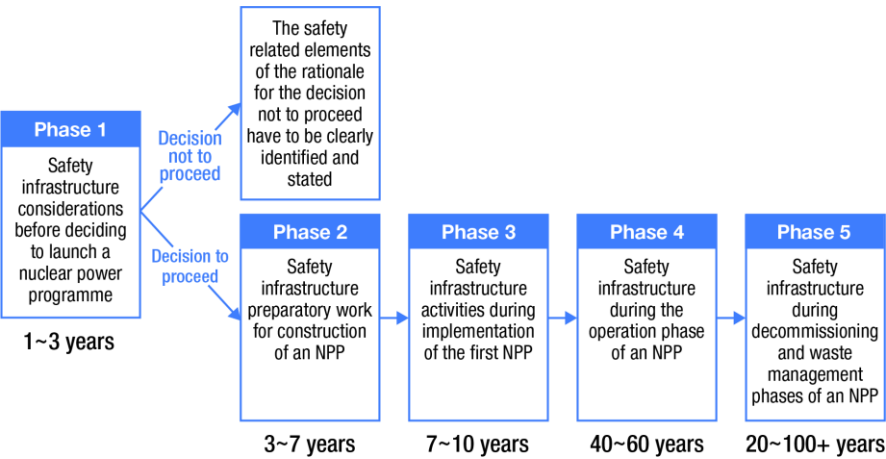 Phase 1
Safety
infrastructure
considerations
before deciding
to launch a
nuclear power
programme
1~3 years
Decision
not to
proceed
The safety
related elements
of the rationale
for the decision
not to proceed
have to be clearly
identified and
stated
Decision to
proceed
Phase 2
Safety
infrastructure
preparatory work
for construction
of an NPP
3~7 years
Phase 3
Safety
infrastructure
activities during
implementation
of the first NPP
7~10 years
Phase 4
Safety
infrastructure
during the
operation phase
of an NPP
40~60 years
Phase 5
Safety
infrastructure
during
decommissioning
and waste
management
phases of an NPP
20~100+ years